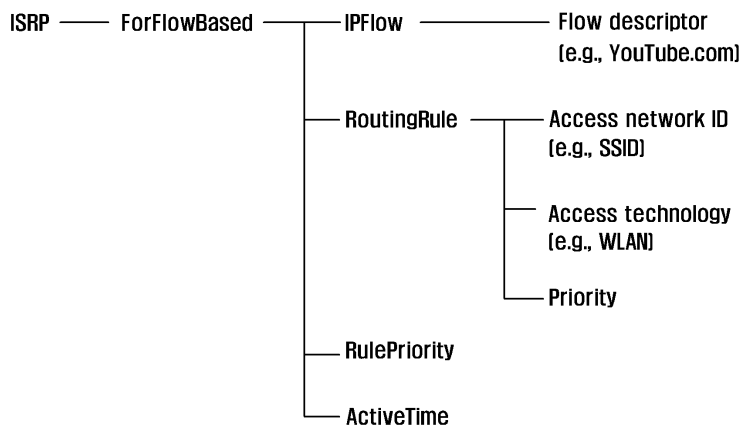 ISRP ForFlowBased IPFlow Flow descriptor
(e.g., YouTube.com)
RoutingRule Access network ID
(e.g., SSID)
Access technology
(e.g., WLAN)
Priority
RulePriority
ActiveTime